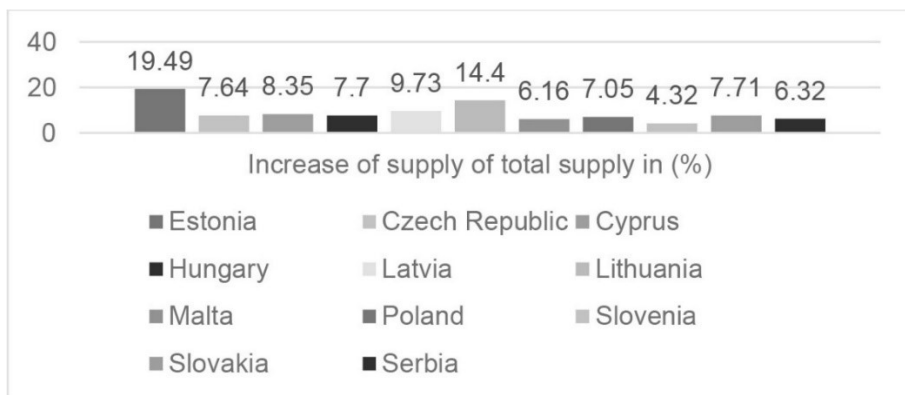 40
19.49
14.4
20
7.64 8.35 7.7 9.73 6.16 7.05 4.32 7.71 6.32
0
Increase of supply of total supply in (%)
Estonia Czech Republic Cyprus
Hungary Latvia Lithuania
Malta Poland Slovenia
Slovakia Serbia